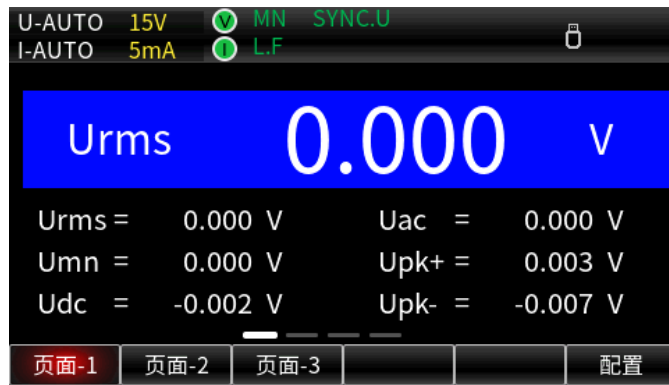 U-AUTO 15V V MN SYNC.U
I-AUTO 5mA I L.F
Urms 0.000 V
Urms = 0.000 V Uac = 0.000 V
Umn = 0.000 V Upk+ = 0.003 V
Udc = -0.002 V Upk- = -0.007 V
页面-1 页面-2 页面-3 配置